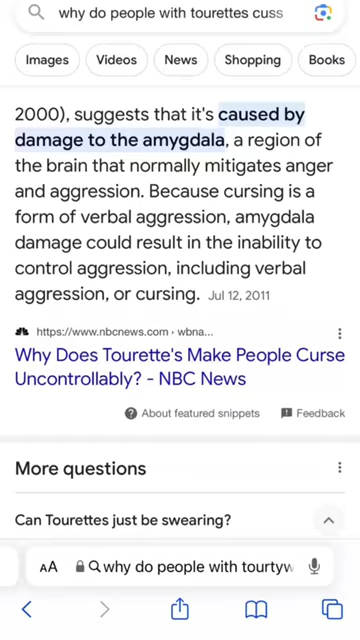 why do people with tourettes cuss
Images
Videos
News
Shopping
Books
2000), suggests that it's caused by
damage to the amygdala, a region of
the brain that normally mitigates anger
and aggression. Because cursing is a
form of verbal aggression, amygdala
damage could result in the inability to
control aggression, including verbal
aggression, or cursing. Jul 12, 2011
https://www.nbcnews.com › wbna...
Why Does Tourette's Make People Curse
Uncontrollably? - NBC News
About featured snippets
Feedback
More questions
Can Tourettes just be swearing?
AA
why do people with tourtyw